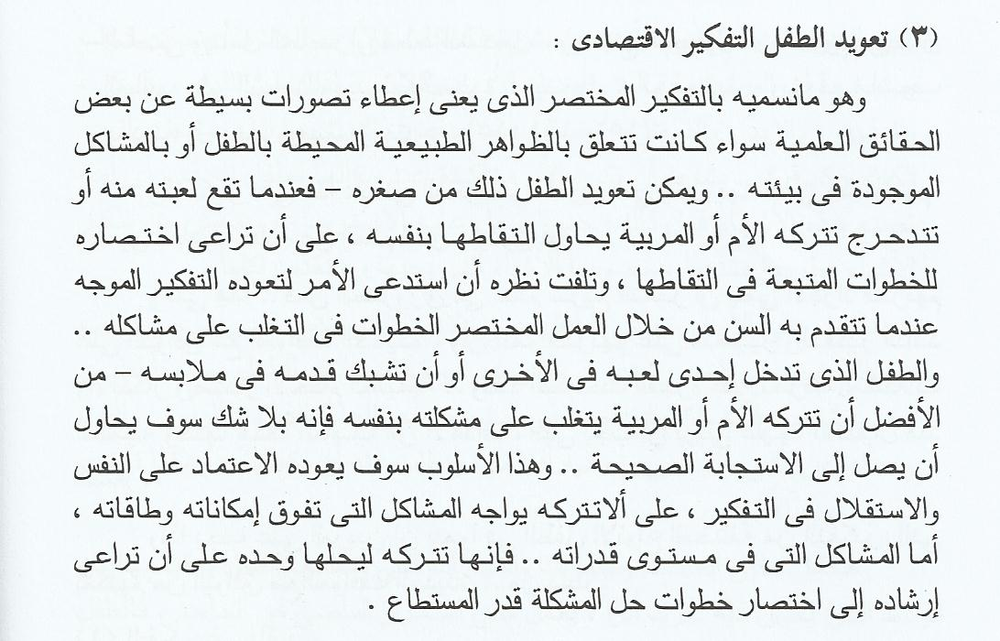 (٣) تعويد الطفل التفكير الاقتصادى :
وهو مانسميه بالتفكير المختصر الذى يعنى إعطاء تصورات بسيطة عن بعض
الحقائق العلمية سواء كانت تتعلق بالظواهر الطبيعية المحيطة بالطفل أو بالمشاكل
الموجودة فى بيئته .. ويمكن تعويد الطفل ذلك من صغره – فعندما تقع لعبته منه أو
تتدحرج تتركه الأم أو المربية يحاول التقاطها بنفسه ، على أن تراعى اختصاره
للخطوات المتبعة فى التقاطها ، وتلفت نظره أن استدعى الأمر لتعوده التفكير الموجه
عندما تتقدم به السن من خلال العمل المختصر الخطوات فى التغلب على مشاكله ..
والطفل الذى تدخل إحدى لعبه فى الأخرى أو أن تشبك قدمه فى ملابسه – من
الأفضل أن تتركه الأم أو المربية يتغلب على مشكلته بنفسه فإنه بلا شك سوف يحاول
أن يصل إلى الاستجابة الصحيحة .. وهذا الأسلوب سوف يعوده الاعتماد على النفس
والاستقلال فى التفكير ، على ألاتتركه يواجه المشاكل التى تفوق إمكاناته وطاقاته ،
أما المشاكل التى فى مستوى قدراته .. فإنها تتركه ليحلها وحده على أن تراعى
إرشاده إلى اختصار خطوات حل المشكلة قدر المستطاع .